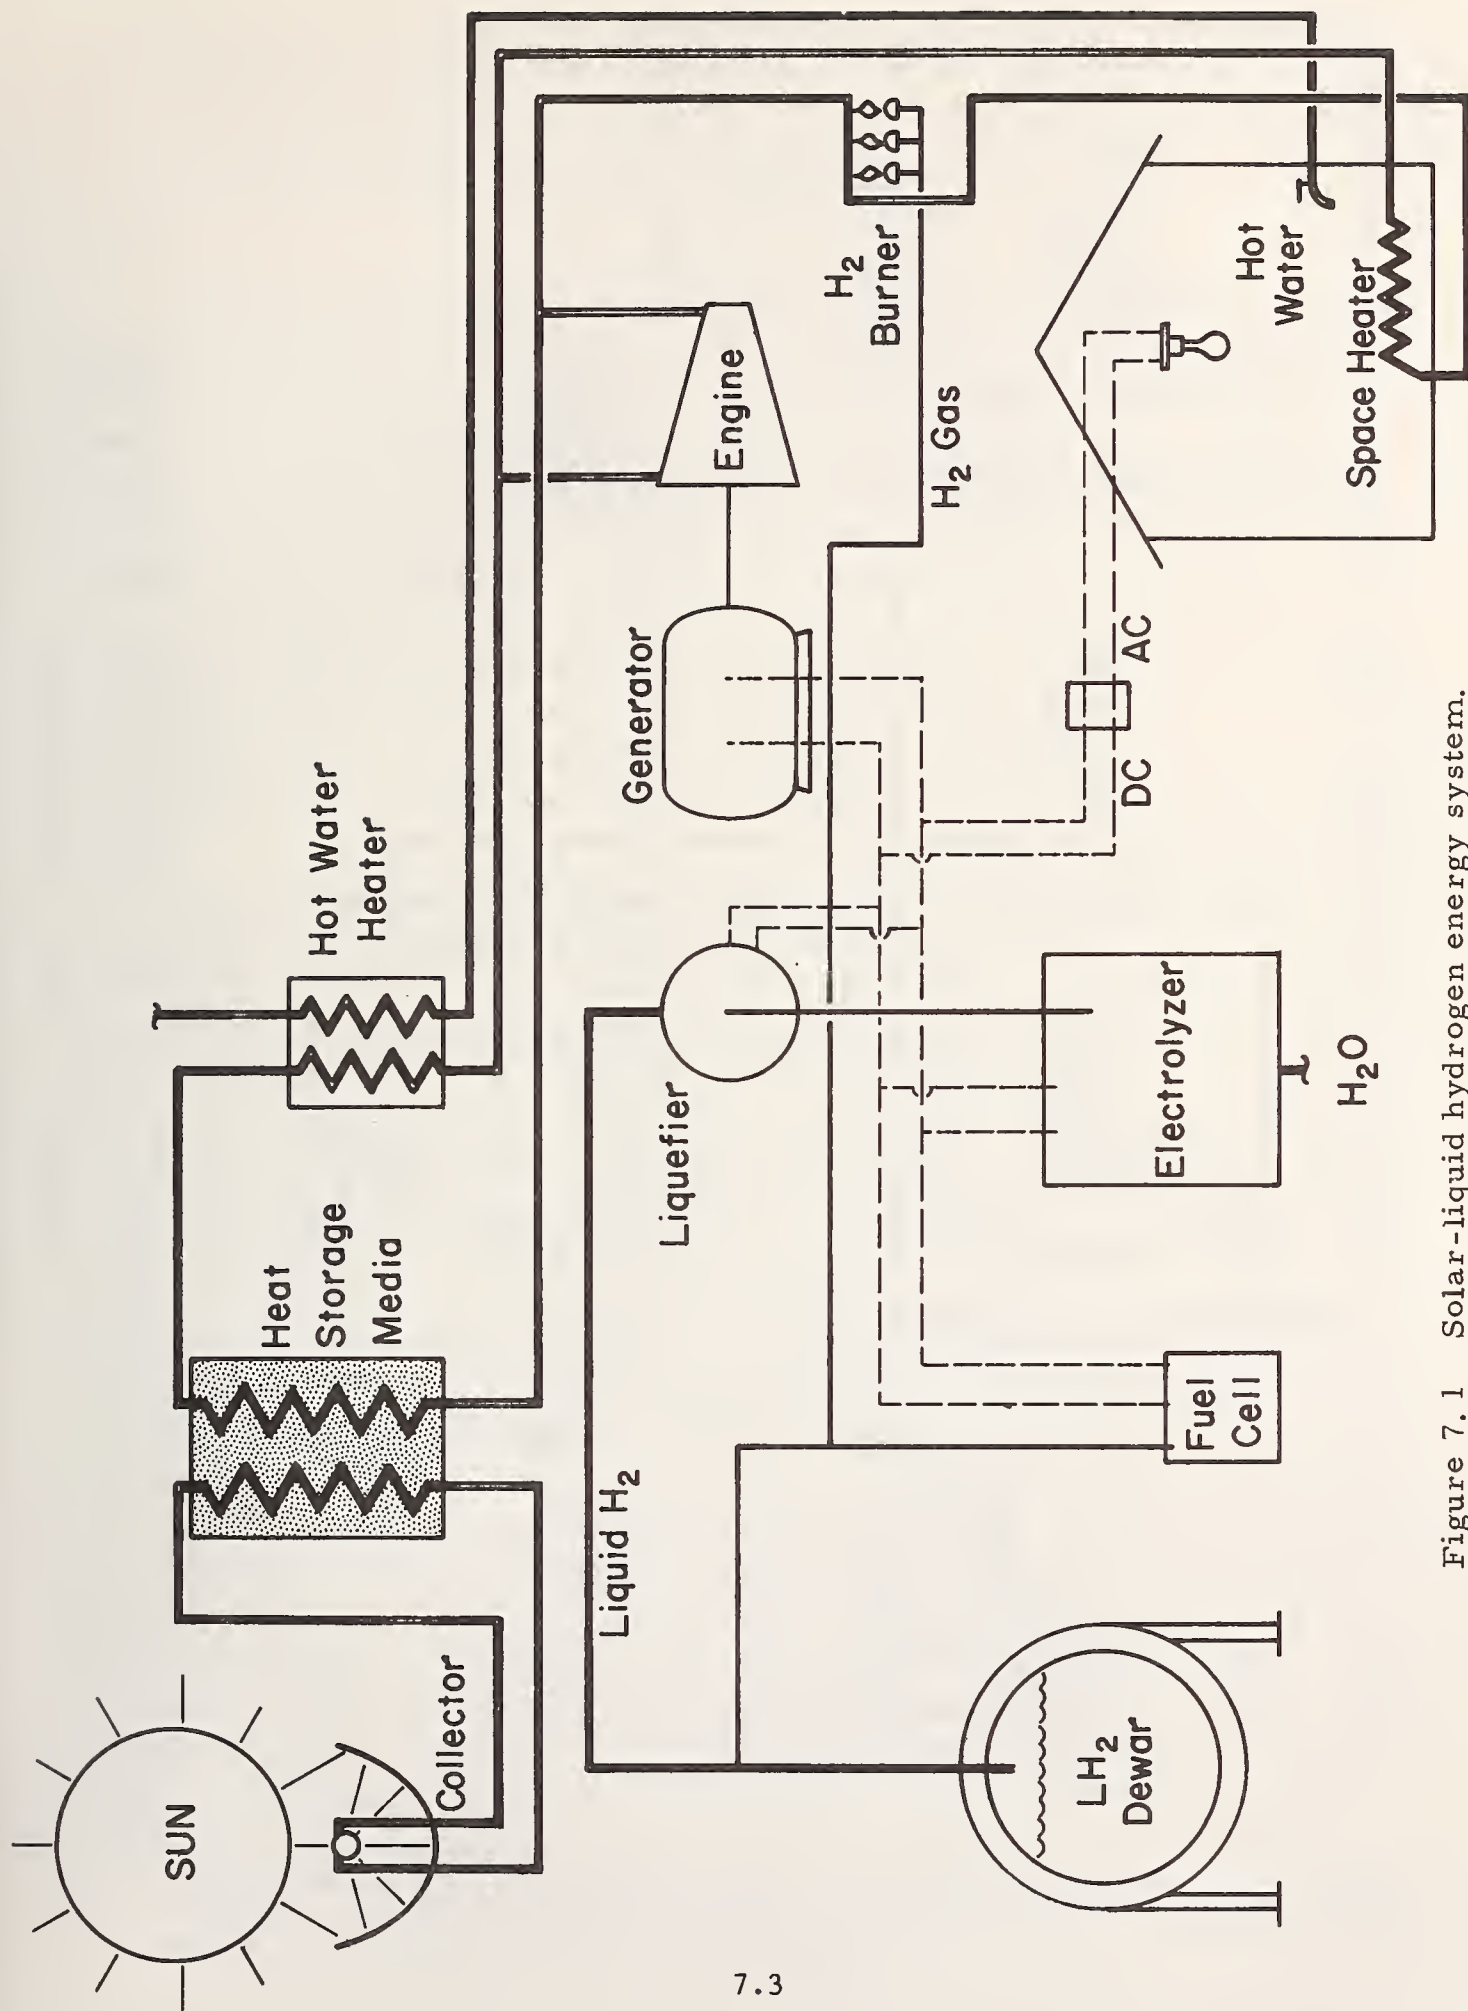 SUN
Collector
Heat
Storage
Media
Hot Water
Heater
Liquid H₂
Liquefier
Generator
Engine
H₂
Burner
H₂ Gas
LH₂
Dewar
Fuel
Cell
Electrolyzer
H₂O
DC
AC
Hot
Water
Space Heater
Figure 7.1 Solar-liquid hydrogen energy system.
7.3